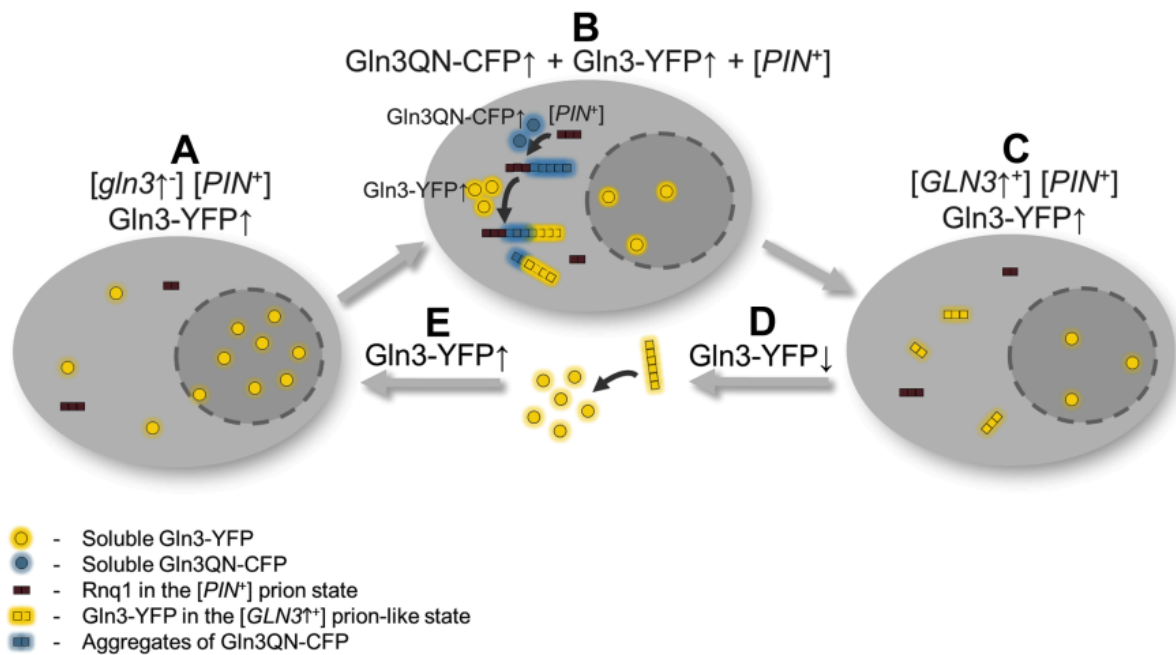 B
Gln3QN-CFP↑ + Gln3-YFP↑ + [PIN⁺]
Gln3QN-CFP↑
[PIN⁺]
Gln3-YFP↑
A
[gln3↑⁻] [PIN⁺]
Gln3-YFP↑
C
[GLN3↑⁺] [PIN⁺]
Gln3-YFP↑
E
Gln3-YFP↑
D
Gln3-YFP↓
- Soluble Gln3-YFP
- Soluble Gln3QN-CFP
- Rnq1 in the [PIN⁺] prion state
- Gln3-YFP in the [GLN3↑⁺] prion-like state
- Aggregates of Gln3QN-CFP